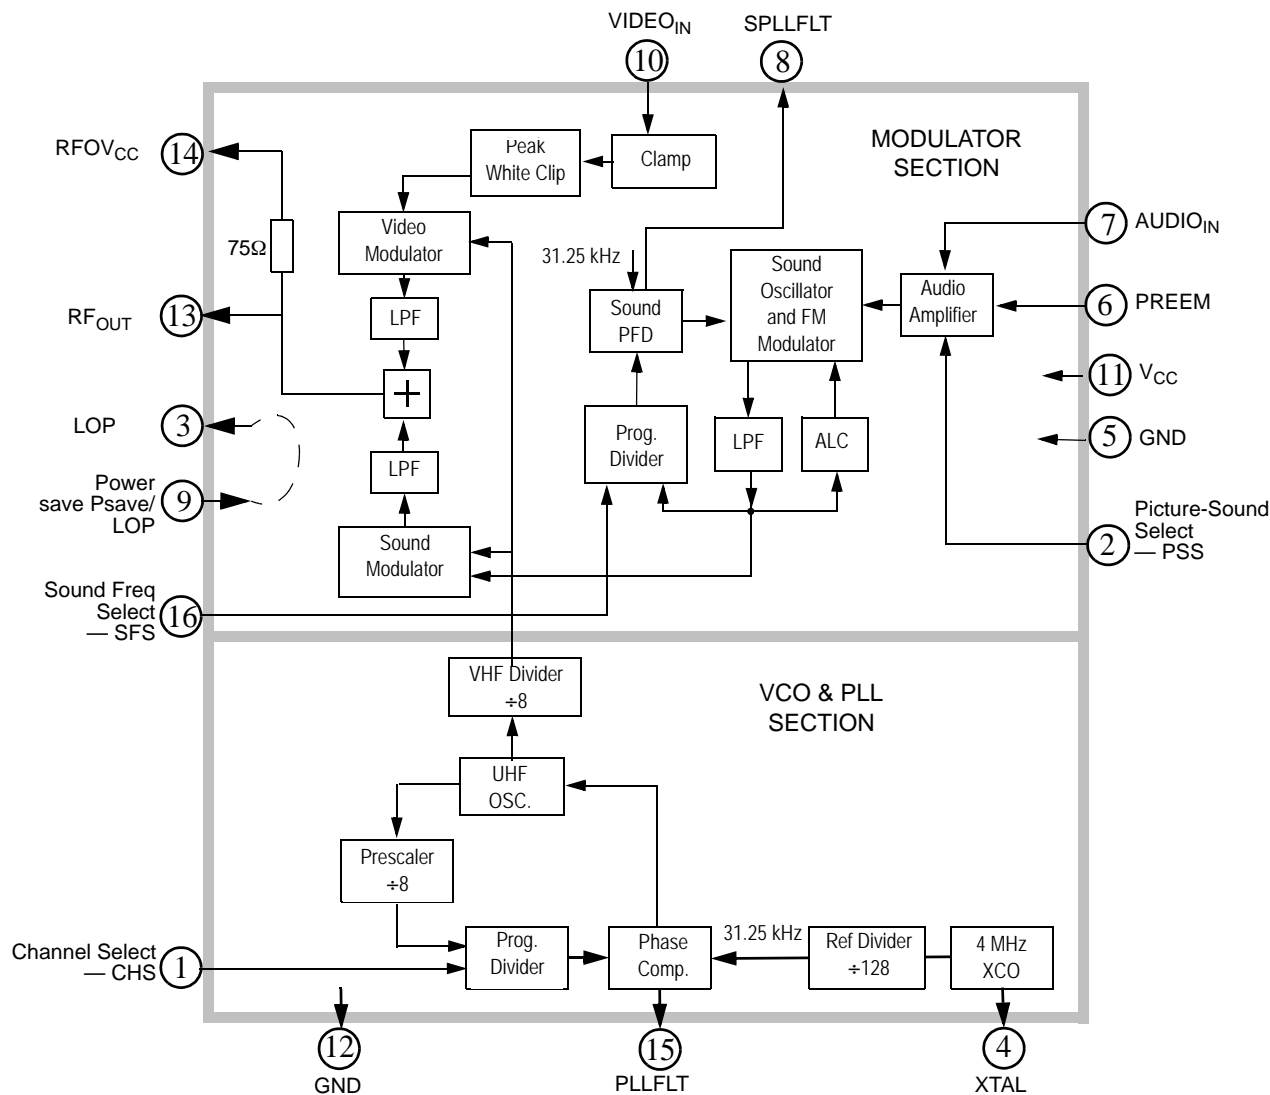 VIDEOIN
SPLLFLT
10
8
RFOVCC
14
Peak
White Clip
Clamp
MODULATOR
SECTION
Video
Modulator
7
AUDIOIN
75Ω
31.25 kHz
Sound
Oscillator
and FM
Modulator
Audio
Amplifier
6
PREEM
RFOUT
13
LPF
Sound
PFD
11
VCC
+
LOP
3
Prog.
Divider
LPF
ALC
5
GND
LPF
Power
save Psave/
LOP
9
Picture-Sound
Select
— PSS
2
Sound
Modulator
Sound Freq
Select
— SFS
16
VHF Divider
÷8
VCO & PLL
SECTION
UHF
OSC.
Prescaler
÷8
Channel Select
— CHS
1
Prog.
Divider
Phase
Comp.
31.25 kHz
Ref Divider
÷128
4 MHz
XCO
12
15
4
GND
PLLFLT
XTAL